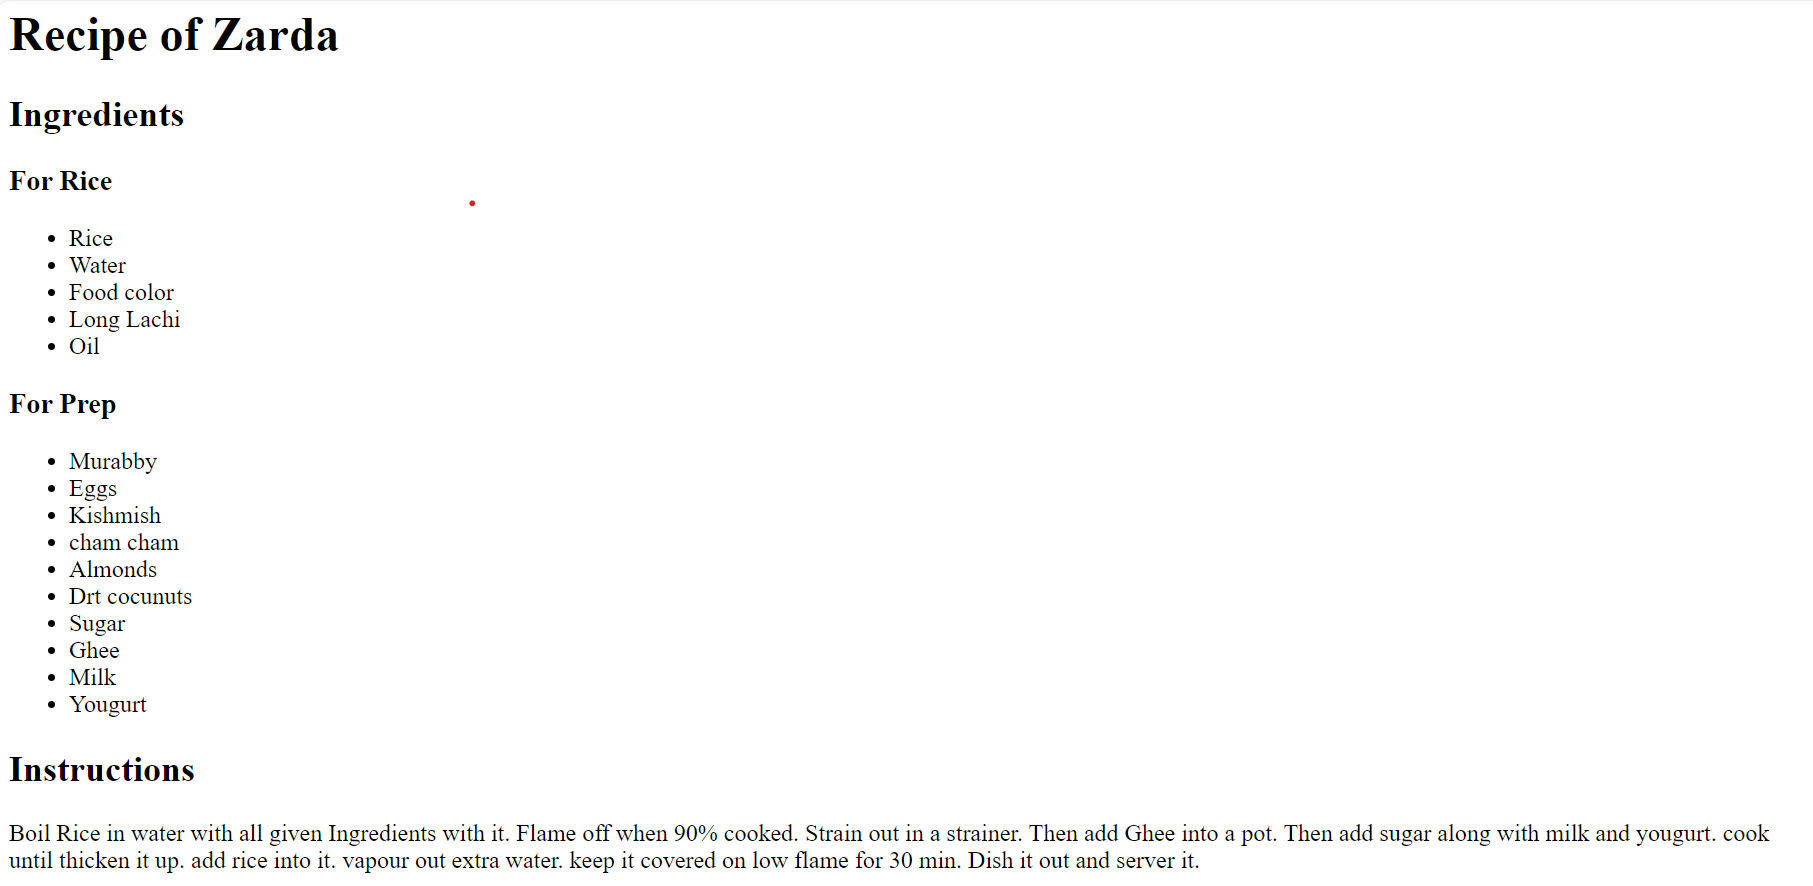 Recipe of Zarda
Ingredients
For Rice
Rice
Water
Food color
Long Lachi
Oil
For Prep
Murabby
Eggs
Kishmish
cham cham
Almonds
Drt cocunuts
Sugar
Ghee
Milk
Yougurt
Instructions
Boil Rice in water with all given Ingredients with it. Flame off when 90% cooked. Strain out in a strainer. Then add Ghee into a pot. Then add sugar along with milk and yougurt. cook
until thicken it up. add rice into it. vapour out extra water. keep it covered on low flame for 30 min. Dish it out and server it.